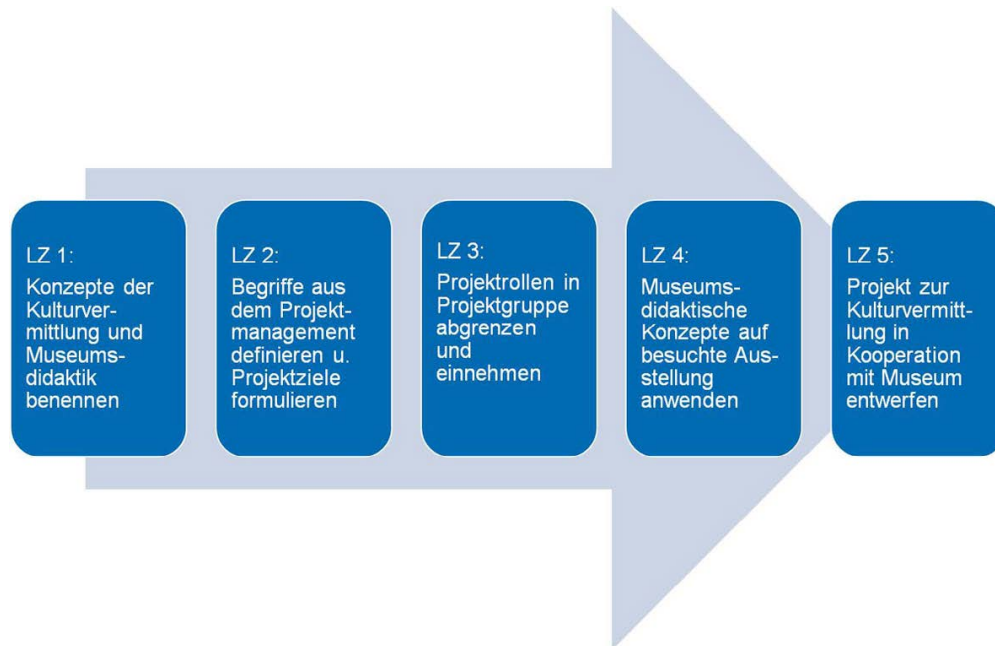 LZ 1:
Konzepte der
Kulturver-
mittlung und
Museums-
didaktik
benennen
LZ 2:
Begriffe aus
dem Projekt-
management
definieren u.
Projektziele
formulieren
LZ 3:
Projektrollen in
Projektgruppe
abgrenzen
und
einnehmen
LZ 4:
Museums-
didaktische
Konzepte auf
besuchte Aus-
stellung
anwenden
LZ 5:
Projekt zur
Kulturvermitt-
lung in
Kooperation
mit Museum
entwerfen